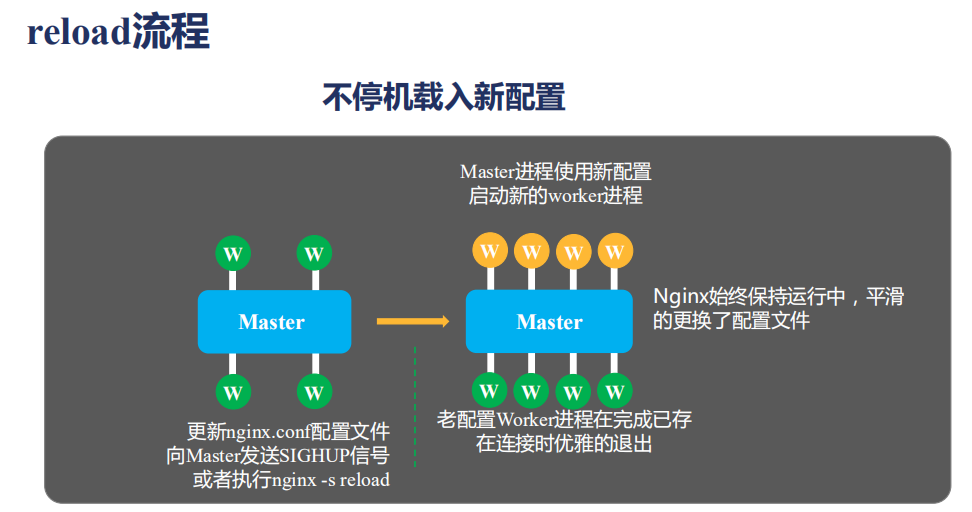 reload流程
不停机载入新配置
Master进程使用新配置
启动新的worker进程
W W
W W W W
Master
Master
Nginx始终保持运行中，平滑
的更换了配置文件
W W
W W W W
更新nginx.conf配置文件
向Master发送SIGHUP信号
或者执行nginx -s reload
老配置Worker进程在完成已存
在连接时优雅的退出